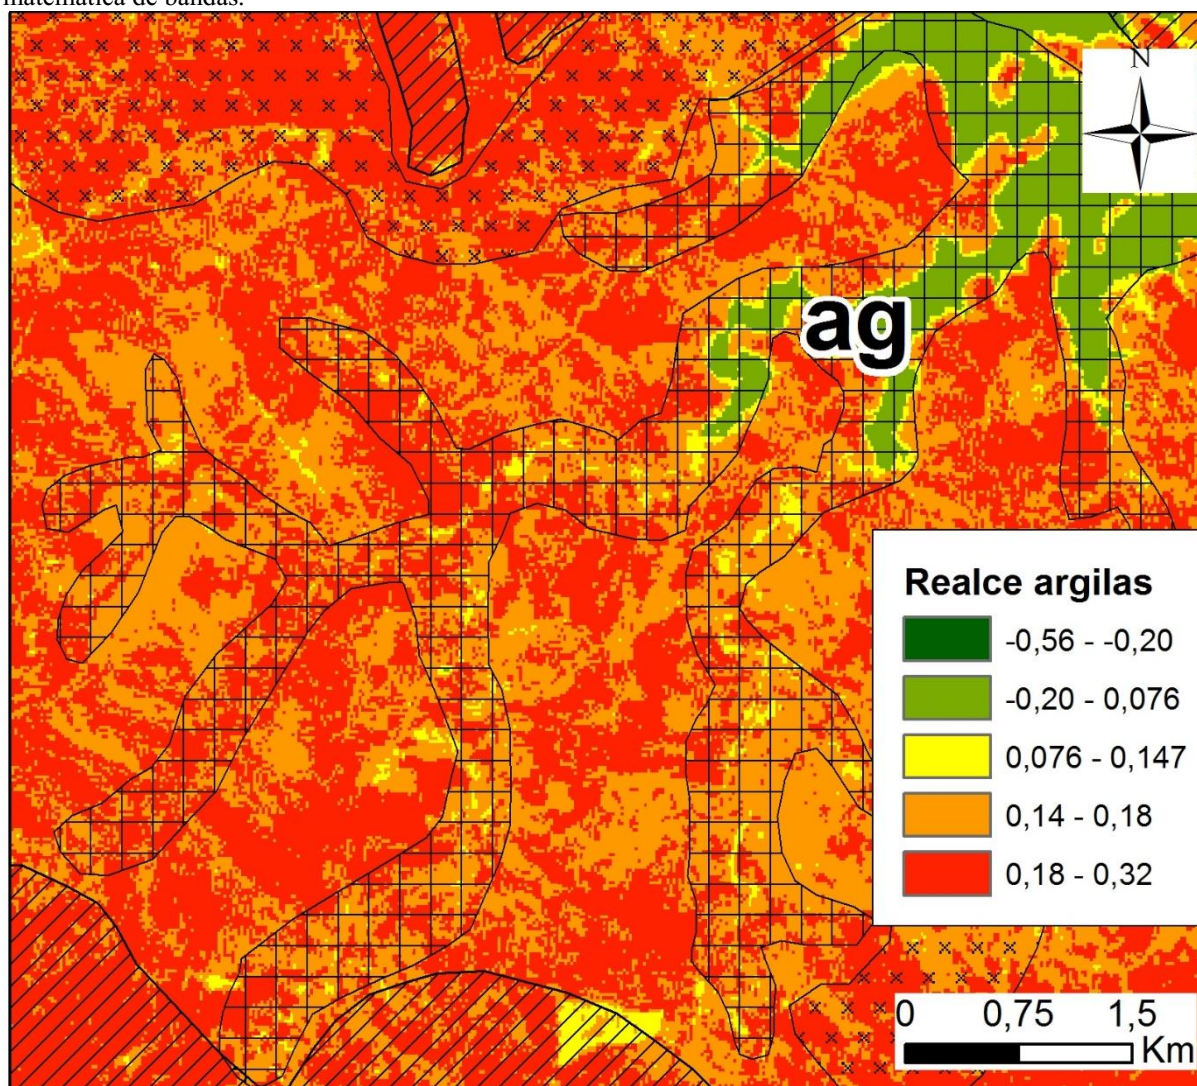 matemática de bandas.
N
ag
Realce argilas
-0,56 - -0,20
-0,20 - 0,076
0,076 - 0,147
0,14 - 0,18
0,18 - 0,32
0 0,75 1,5
Km